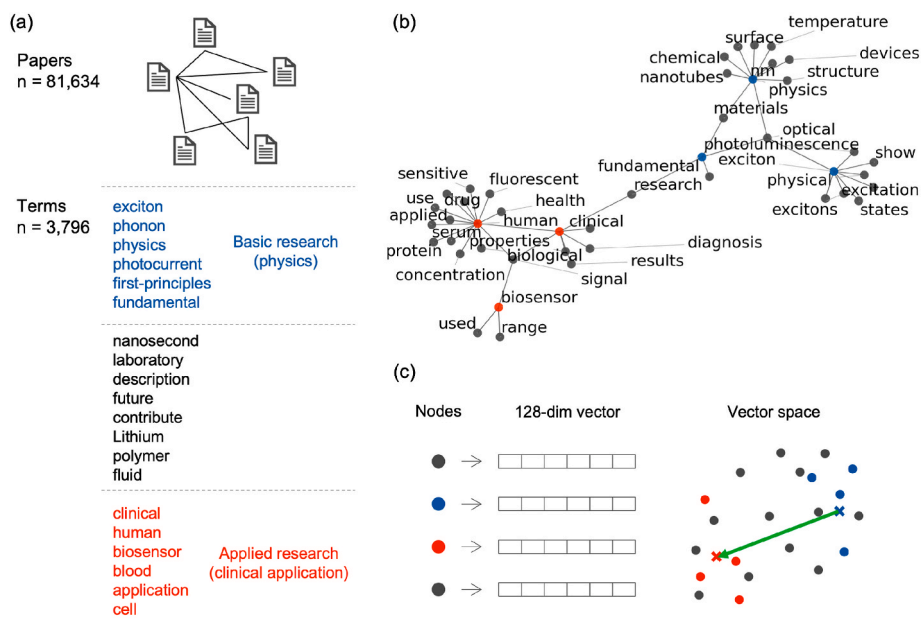 (a)
Papers
n = 81,634
Terms
n = 3,796
exciton
phonon
physics
photocurrent
first-principles
fundamental
Basic research
(physics)
nanosecond
laboratory
description
future
contribute
Lithium
polymer
fluid
clinical
human
biosensor
blood
application
cell
Applied research
(clinical application)
(b)
temperature
surface
chemical
devices
nm
nanotubes
structure
physics
materials
optical
photoluminescence
fundamental
exciton
show
physical
research
excitation
excitons
states
sensitive
fluorescent
use
drug
health
applied
human
clinical
serum
properties
protein
biological
diagnosis
results
concentration
signal
biosensor
used
range
(c)
Nodes
128-dim vector
Vector space